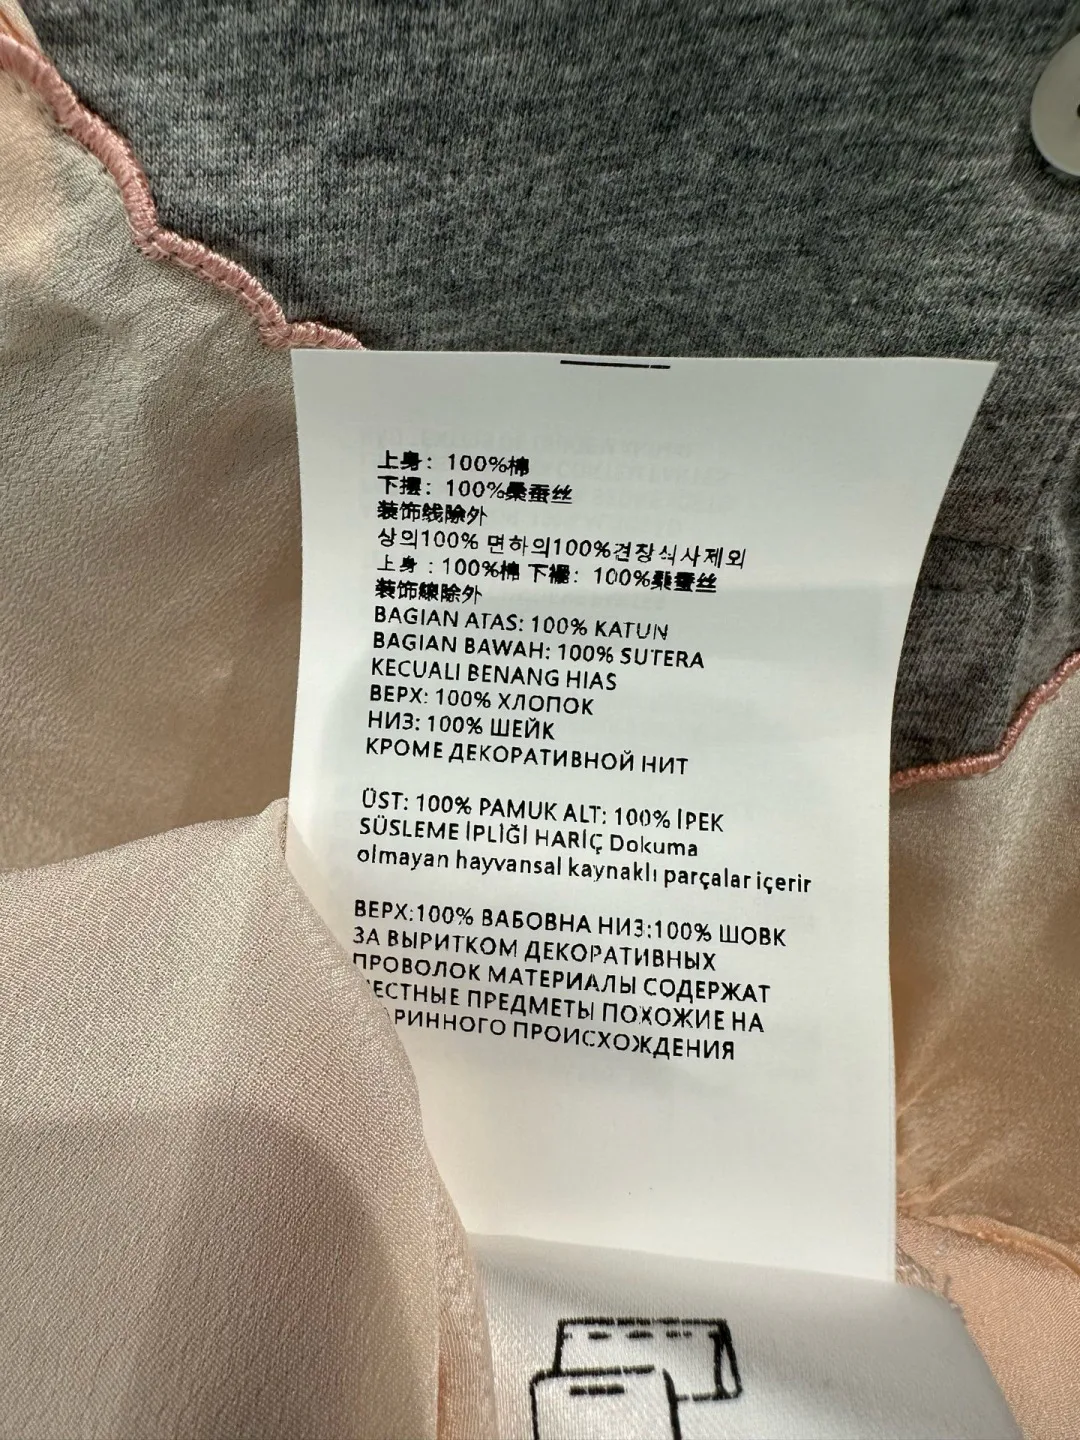 上身：100%棉
下摆：100%桑蚕丝
装饰线除外
상의100% 면하의100%견장식사제외
上身：100%棉 下襬：100%桑蠶丝
装饰線除外
BAGIAN ATAS: 100% KATUN
BAGIAN BAWAH: 100% SUTERA
KECUALI BENANG HIAS
ВЕРХ: 100% ХЛОПОК
НИЗ: 100% ШЕЙК
КРОМЕ ДЕКОРАТИВНОЙ НИТ
ÜST: 100% PAMUK ALT: 100% İPEK
SÜSLEME İPLİĞİ HARİÇ Dokuma
olmayan hayvansal kaynaklı parçalar içerir
ВЕРХ:100% ВАБОВНА НИЗ:100% ШОВК
ЗА ВЫРИТКОМ ДЕКОРАТИВНЫХ
ПРОВОЛОК МАТЕРИАЛЫ СОДЕРЖАТ
ПРЕДМЕТЫ ПОХОЖИЕ НА
ПРОИСХОЖДЕНИЯ